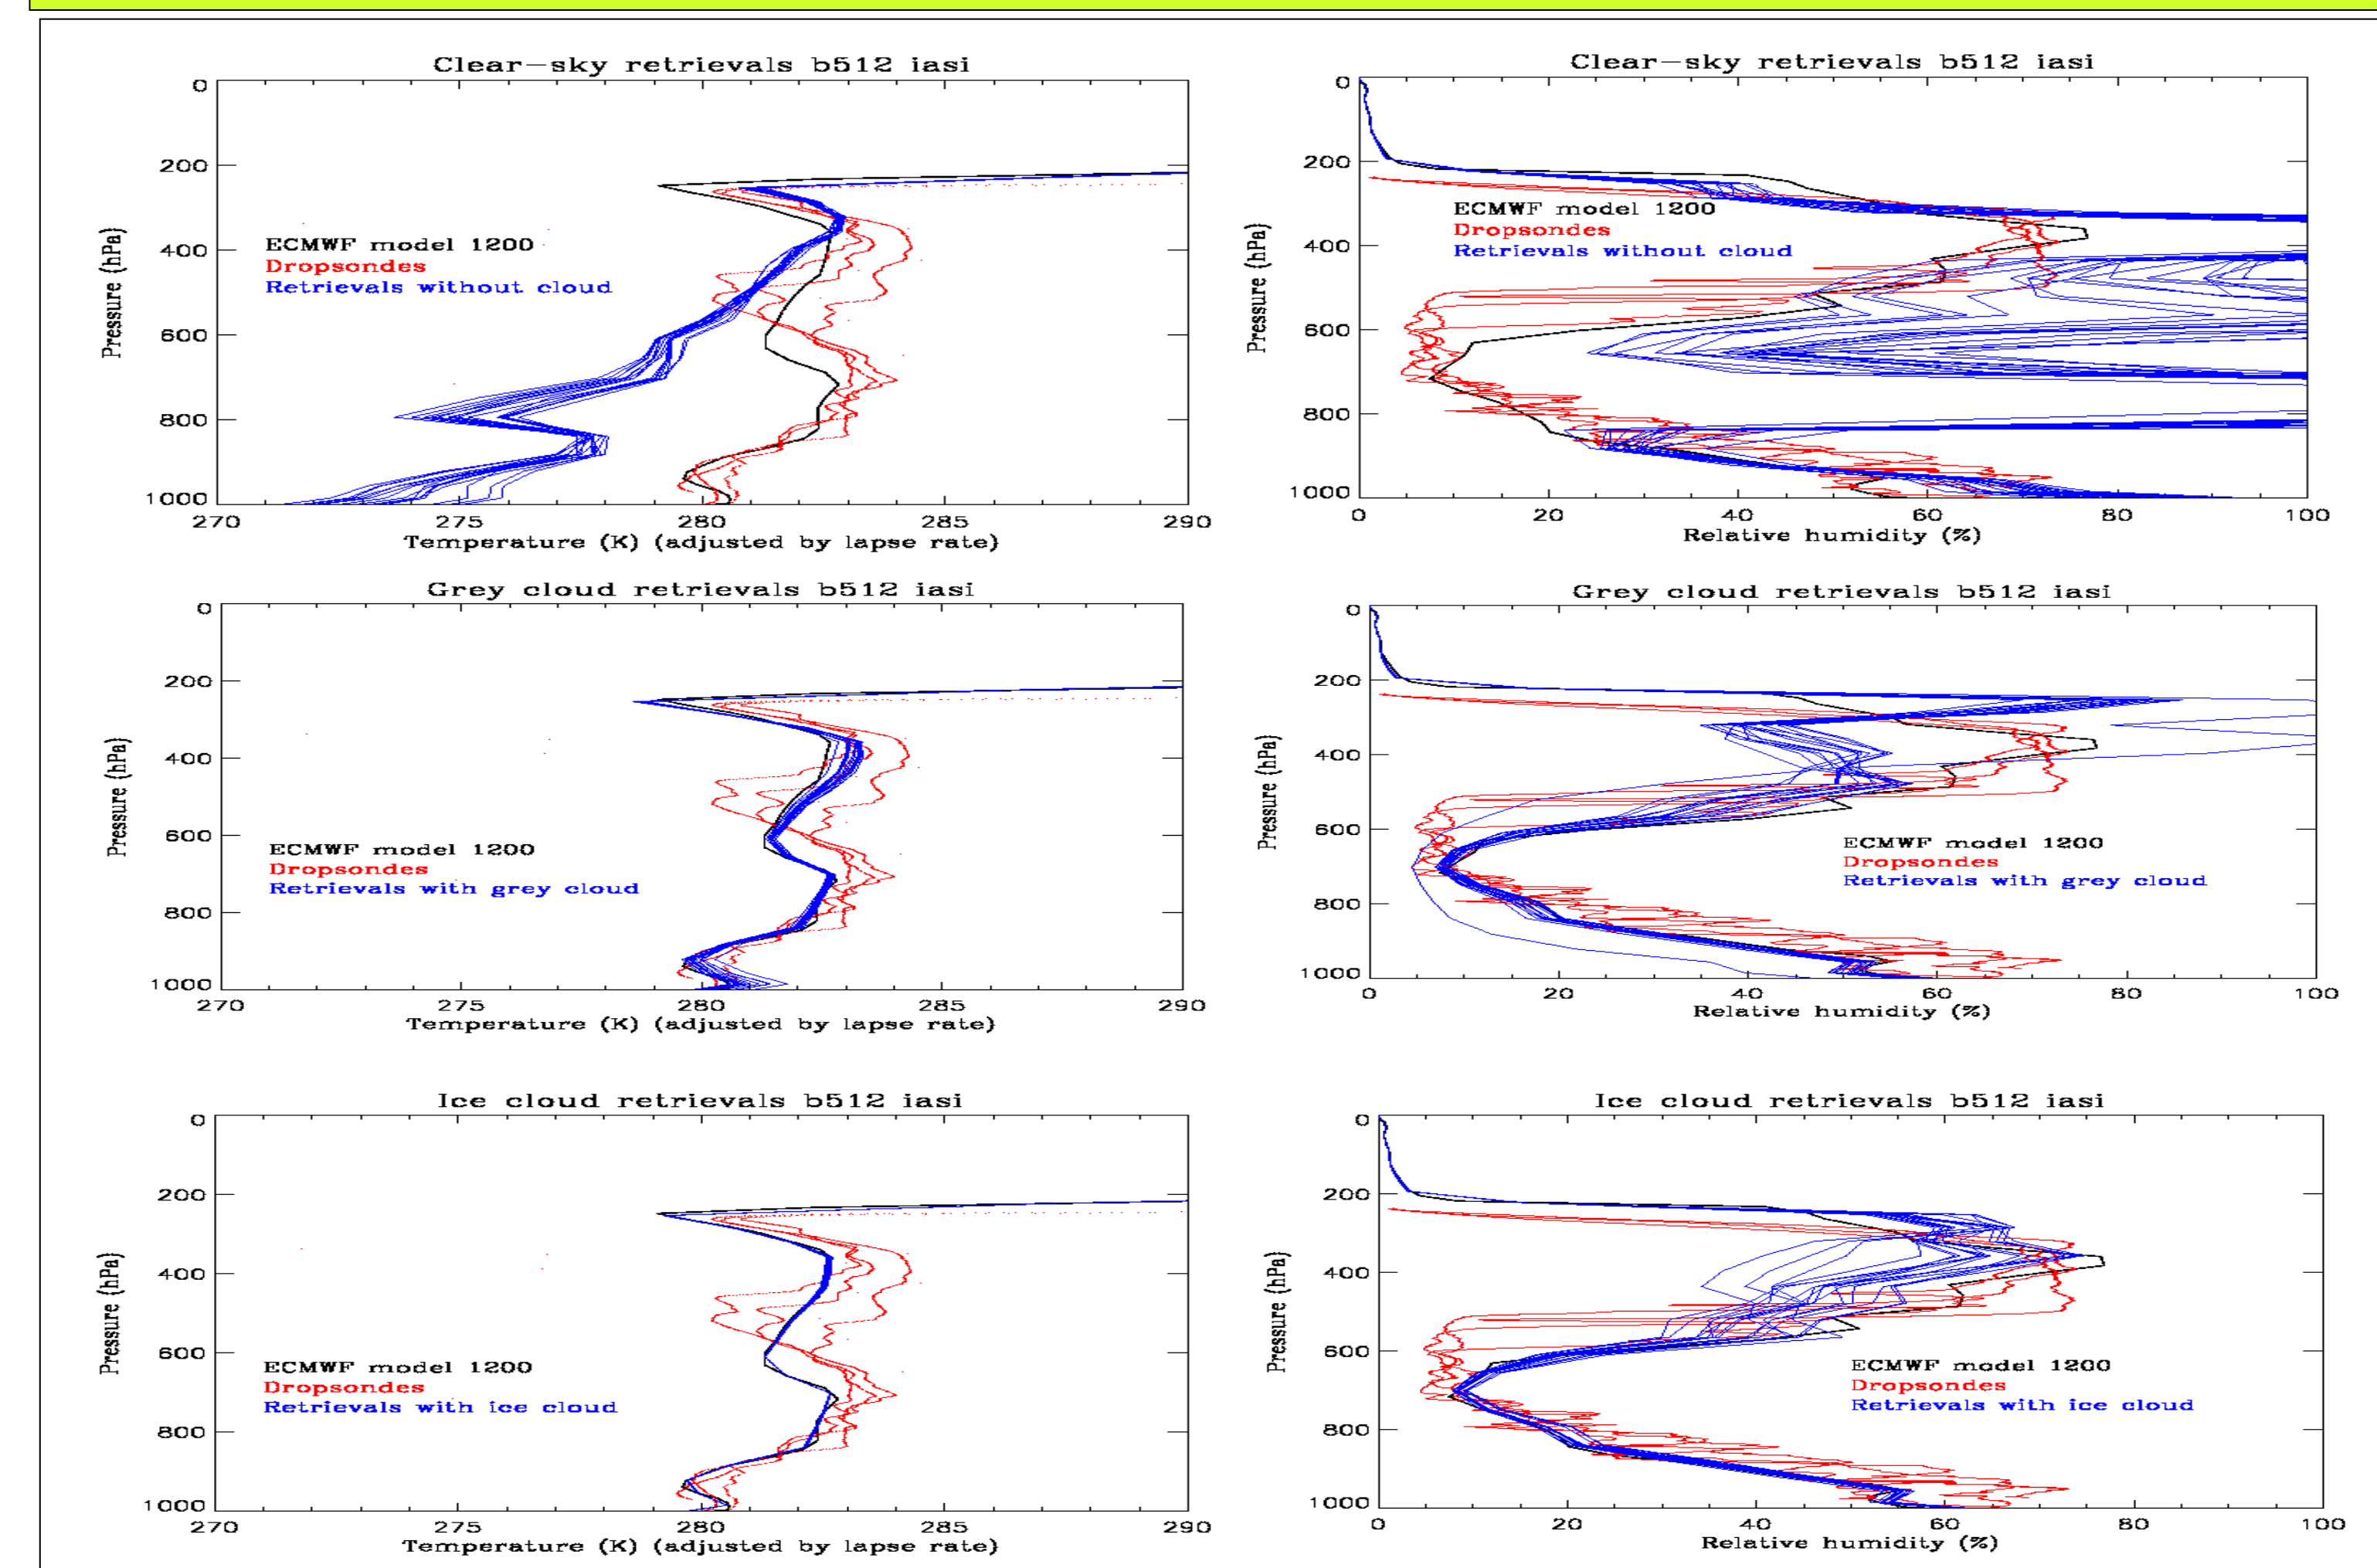 Clear-sky retrievals b512 iasi
0
200
400
600
800
1000
Pressure (hPa)
ECMWF model 1200
Dropsondes
Retrievals without cloud
270 275 280 285 290
Temperature (K) (adjusted by lapse rate)
Clear-sky retrievals b512 iasi
0
200
400
600
800
1000
Pressure (hPa)
ECMWF model 1200
Dropsondes
Retrievals without cloud
0 20 40 60 80 100
Relative humidity (%)
Grey cloud retrievals b512 iasi
0
200
400
600
800
1000
Pressure (hPa)
ECMWF model 1200
Dropsondes
Retrievals with grey cloud
270 275 280 285 290
Temperature (K) (adjusted by lapse rate)
Grey cloud retrievals b512 iasi
0
200
400
600
800
1000
Pressure (hPa)
ECMWF model 1200
Dropsondes
Retrievals with grey cloud
0 20 40 60 80 100
Relative humidity (%)
Ice cloud retrievals b512 iasi
0
200
400
600
800
1000
Pressure (hPa)
ECMWF model 1200
Dropsondes
Retrievals with ice cloud
270 275 280 285 290
Temperature (K) (adjusted by lapse rate)
Ice cloud retrievals b512 iasi
0
200
400
600
800
1000
Pressure (hPa)
ECMWF model 1200
Dropsondes
Retrievals with ice cloud
0 20 40 60 80 100
Relative humidity (%)